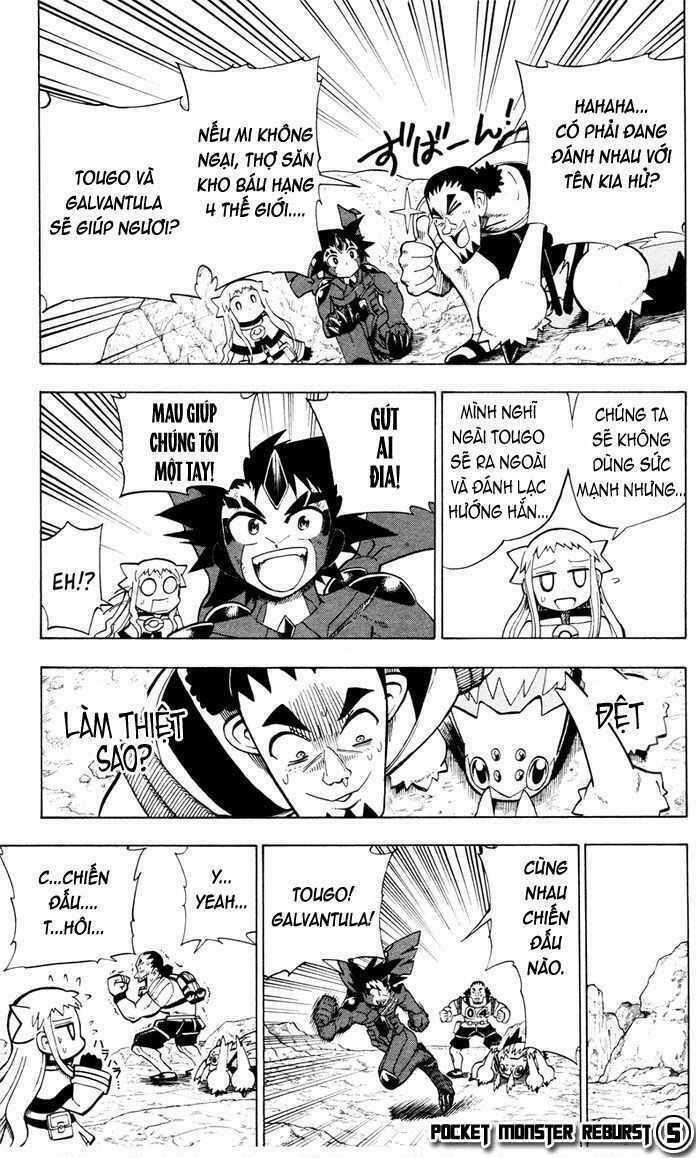 HAHAHA...
CÓ PHẢI ĐANG
ĐÁNH NHAU VỚI
TÊN KIA HỬ?
ずばーん!
NẾU MI KHÔNG
NGẠI, THỢ SĂN
KHO BÁU HẠNG
4 THẾ GIỚI....
TOUGO VÀ
GALVANTULA
SẼ GIÚP NGƯƠI?
CHÚNG TA
SẼ KHÔNG
DÙNG SỨC
MẠNH NHƯNG...
MÌNH NGHĨ
NGÀI TOUGO
SẼ RA NGOÀI
VÀ ĐÁNH LẠC
HƯỚNG HẮN...
GÚT
AI
ĐIA!
MAU GIÚP
CHÚNG TÔI
MỘT TAY!
EH!?
ĐỆT
LÀM THIỆT
SAO?
CÙNG
NHAU
CHIẾN
ĐẤU
NÀO.
TOUGO!
GALVANTULA!
04
Y...
YEAH...
C...CHIẾN
ĐẤU....
T...HÔI...
POCKET MONSTER REBURST 5